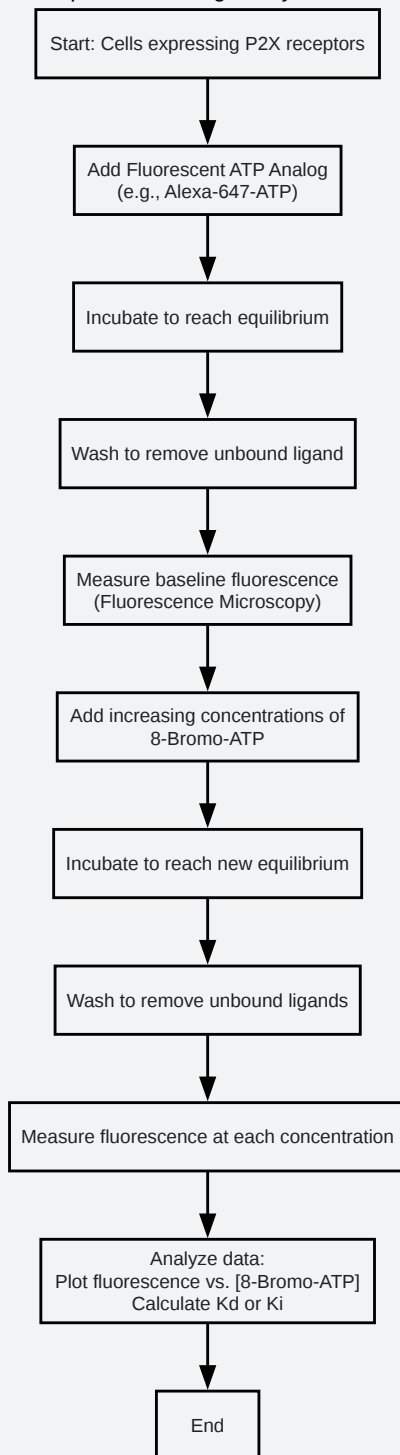 Start: Cells expressing P2X receptors
Add Fluorescent ATP Analog
(e.g., Alexa-647-ATP)
Incubate to reach equilibrium
Wash to remove unbound ligand
Measure baseline fluorescence
(Fluorescence Microscopy)
Add increasing concentrations of
8-Bromo-ATP
Incubate to reach new equilibrium
Wash to remove unbound ligands
Measure fluorescence at each concentration
Analyze data:
Plot fluorescence vs. [8-Bromo-ATP]
Calculate Kd or Ki
End